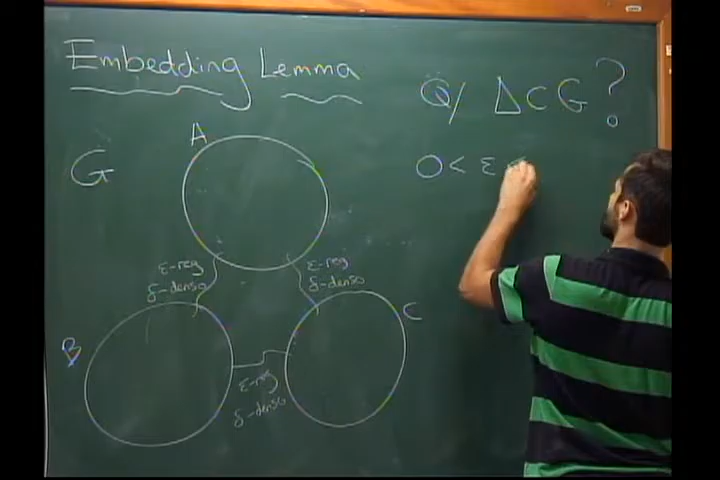 Embedding Lemma
Q/ Δ ⊂ G ?
G
A
0 < ε
ε-reg
δ-denso
ε-reg
δ-denso
B
C
ε-reg
δ-denso